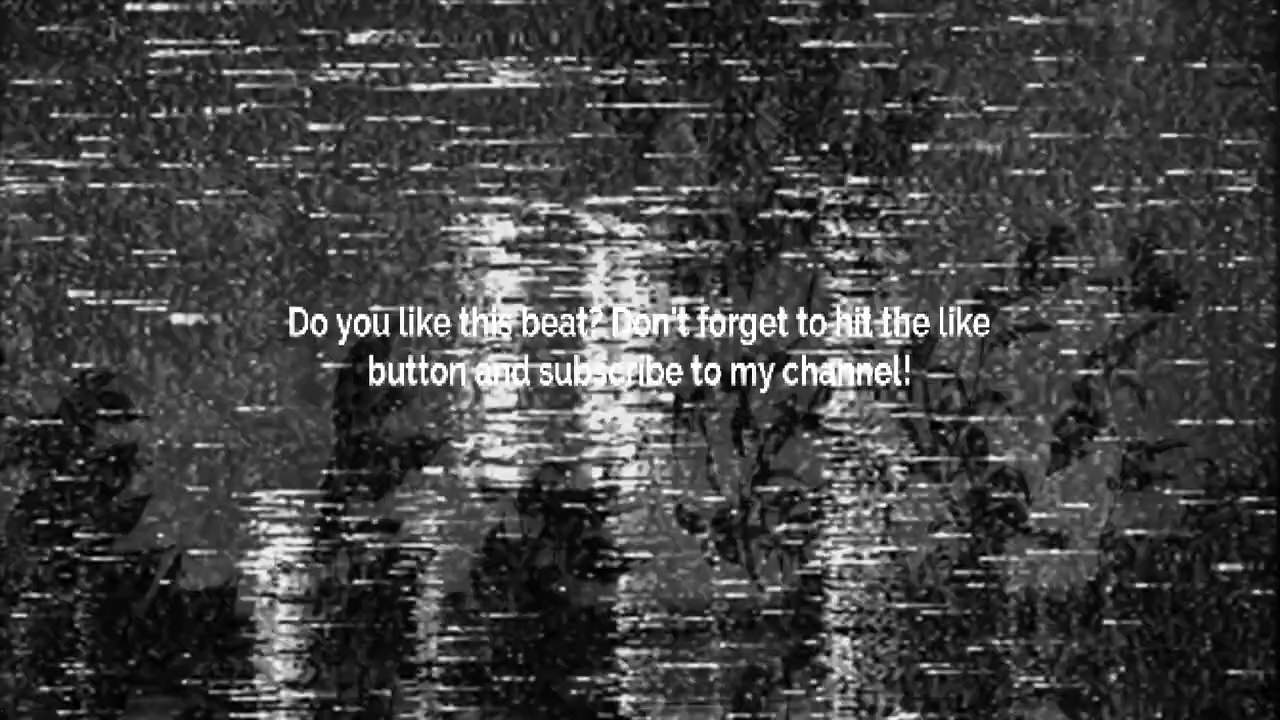 Do you like this beat? Don't forget to hit the like
button and subscribe to my channel!